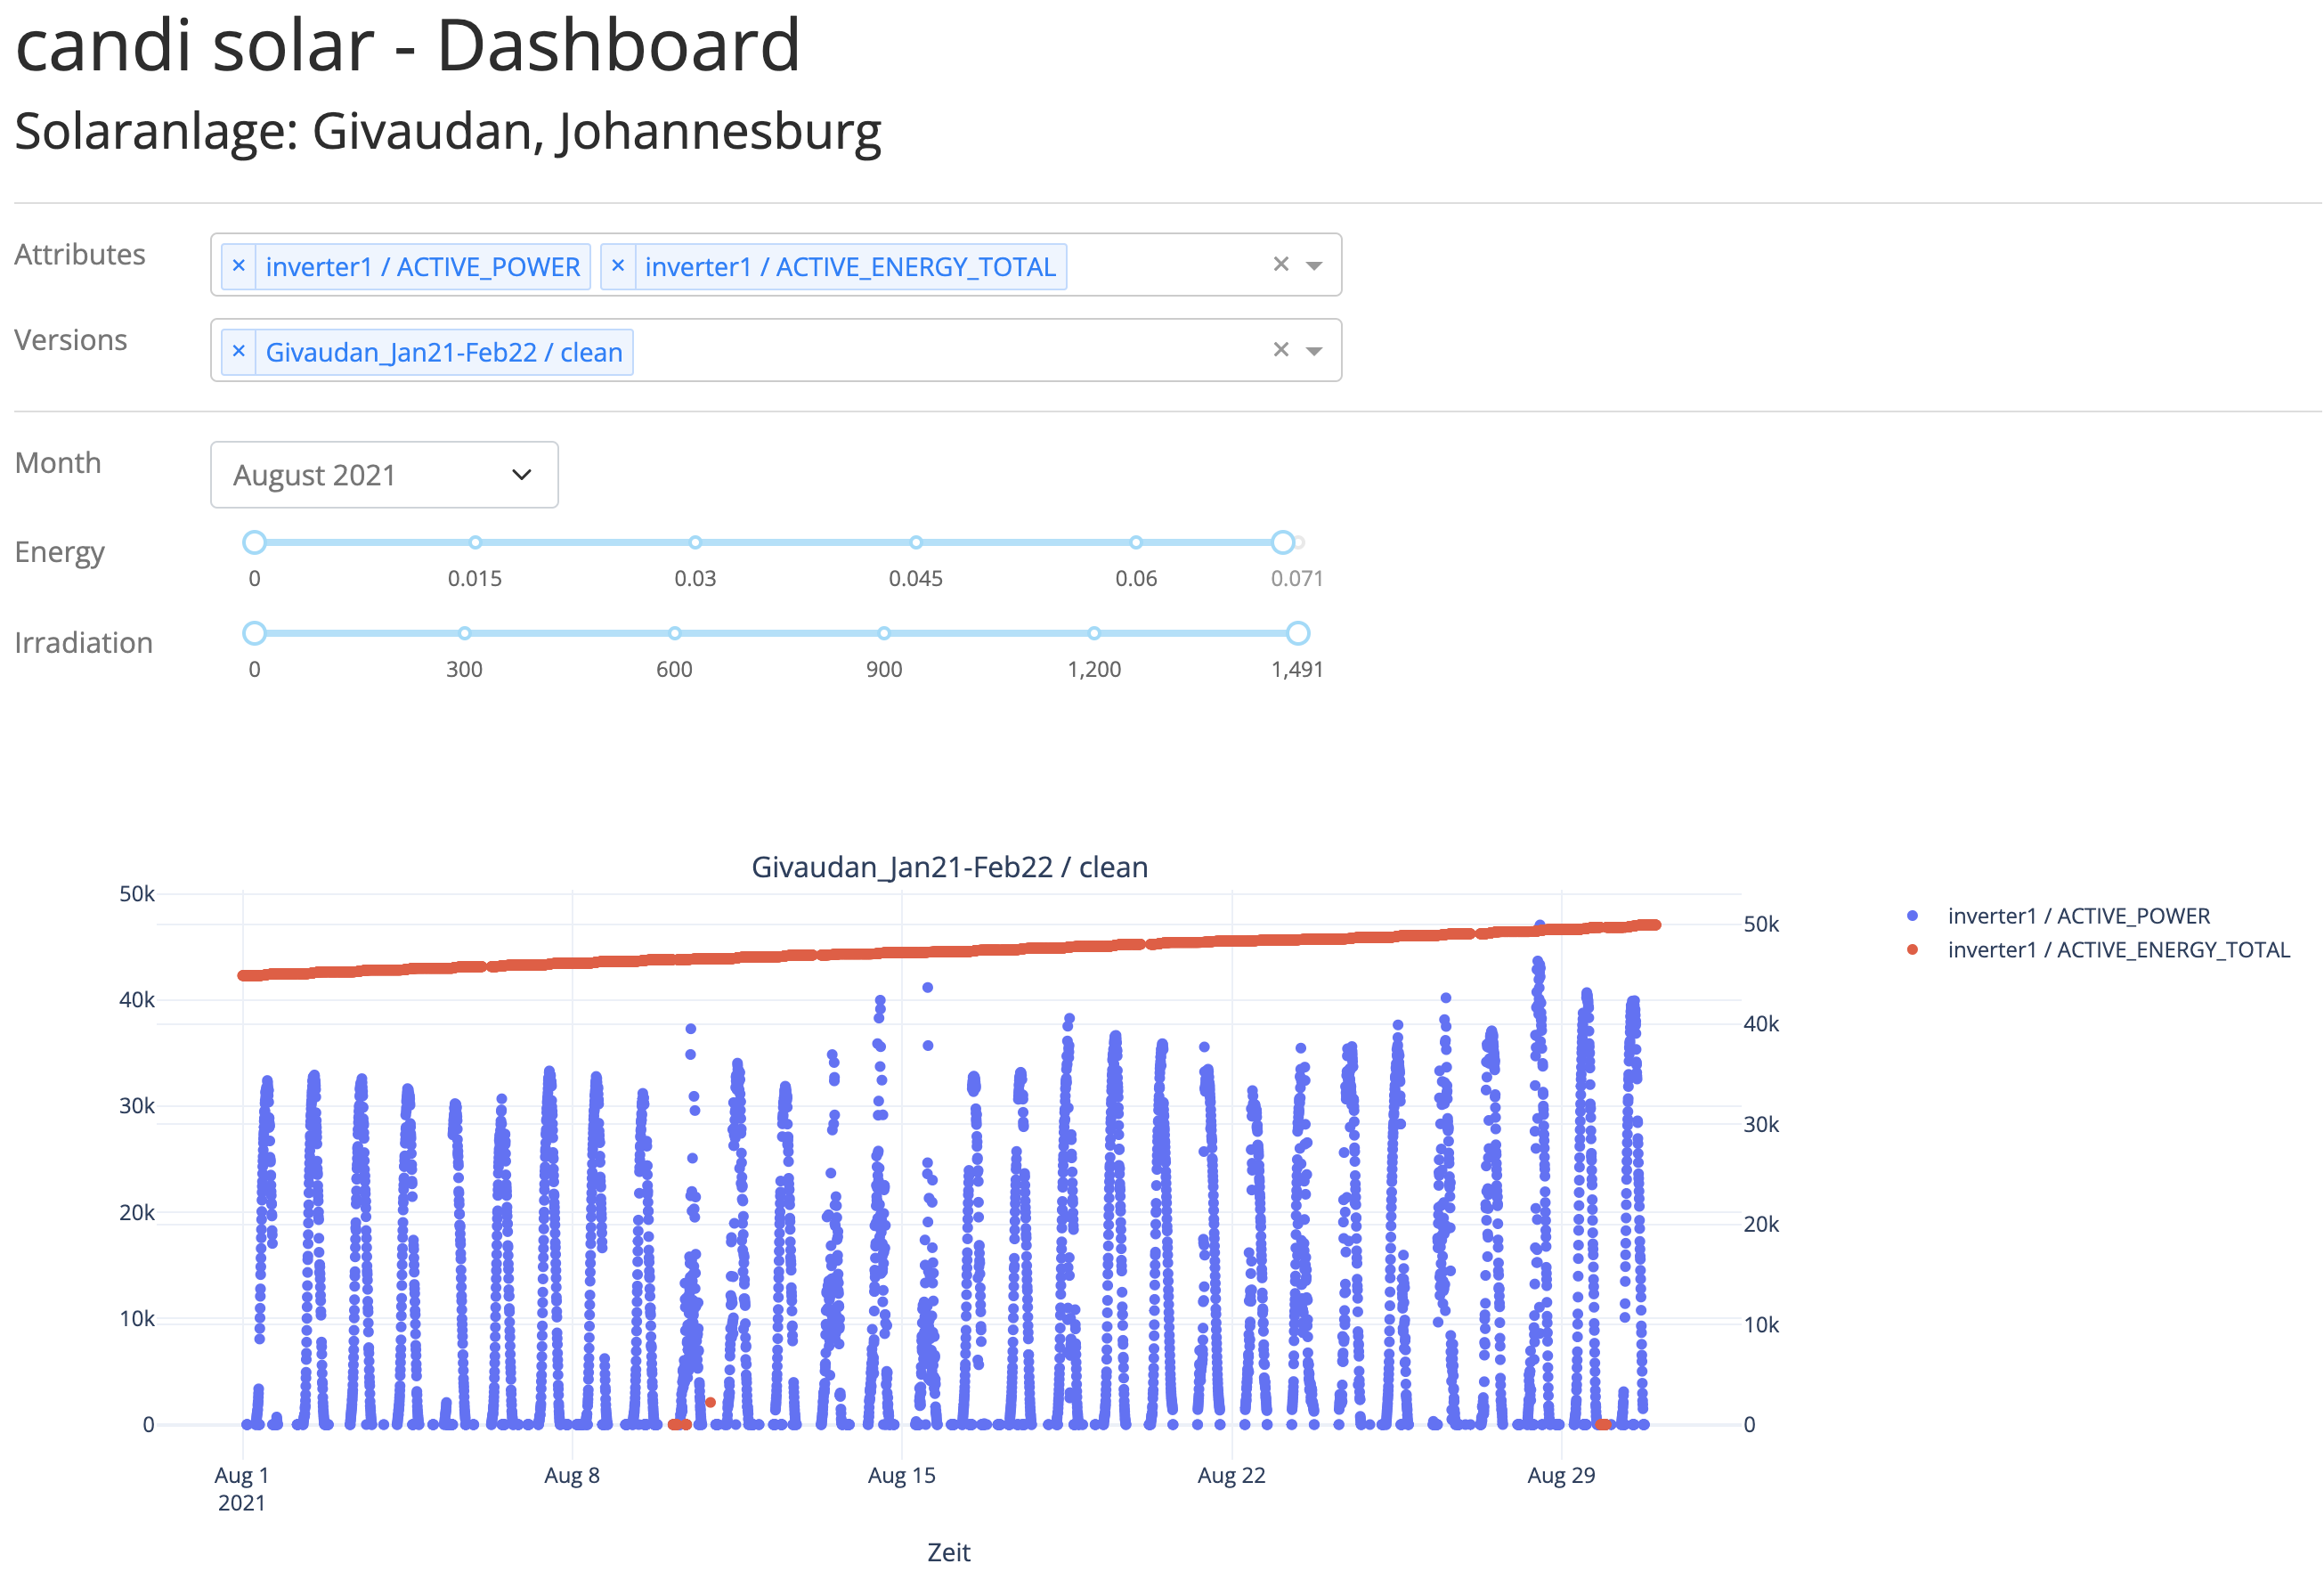 candi solar - Dashboard
Solaranlage: Givaudan, Johannesburg
Attributes
× inverter1 / ACTIVE_POWER × inverter1 / ACTIVE_ENERGY_TOTAL ×
Versions
× Givaudan_Jan21-Feb22 / clean ×
Month
August 2021
Energy
0 0.015 0.03 0.045 0.06 0.071
Irradiation
0 300 600 900 1,200 1,491
Givaudan_Jan21-Feb22 / clean
50k
40k
30k
20k
10k
0
50k
40k
30k
20k
10k
0
inverter1 / ACTIVE_POWER
inverter1 / ACTIVE_ENERGY_TOTAL
Aug 1 Aug 8 Aug 15 Aug 22 Aug 29
2021
Zeit